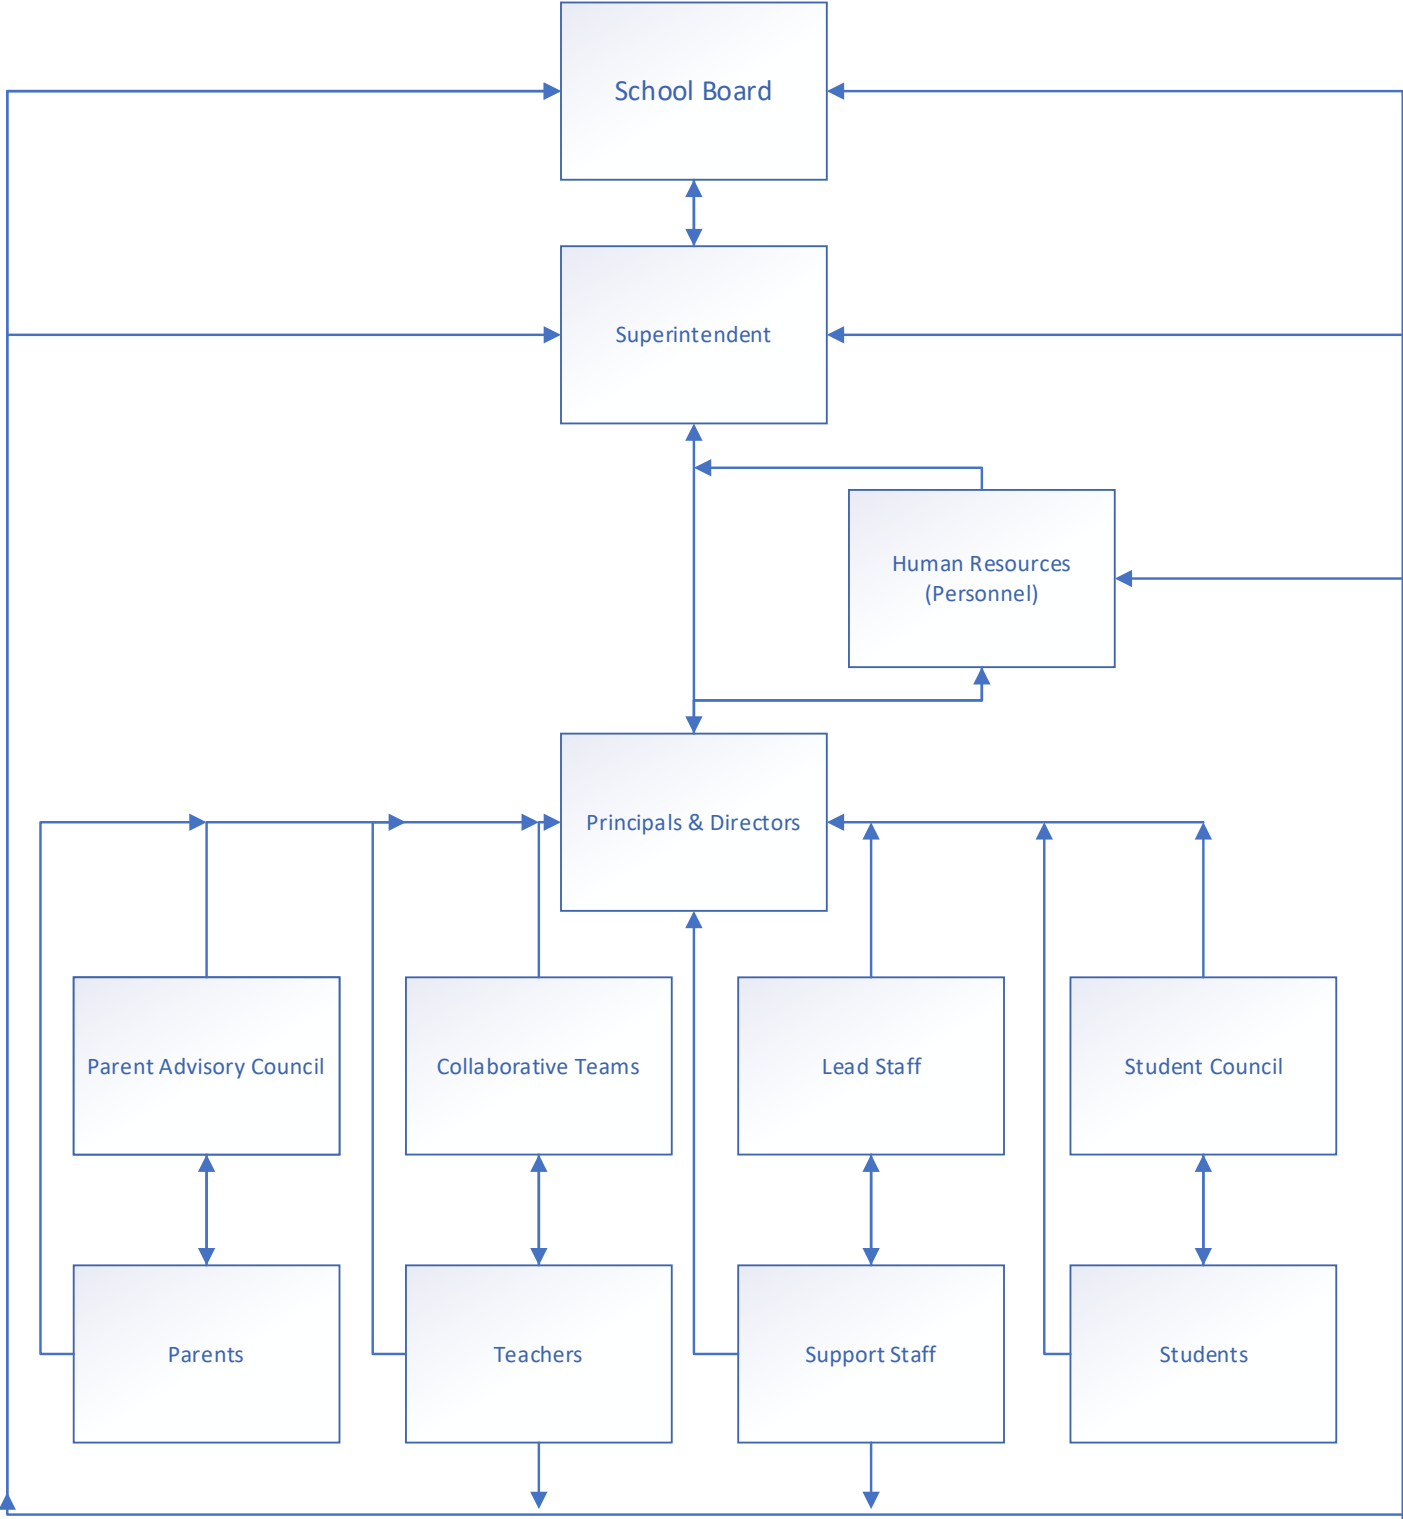 School Board
Superintendent
Human Resources
(Personnel)
Principals & Directors
Parent Advisory Council
Collaborative Teams
Lead Staff
Student Council
Parents
Teachers
Support Staff
Students